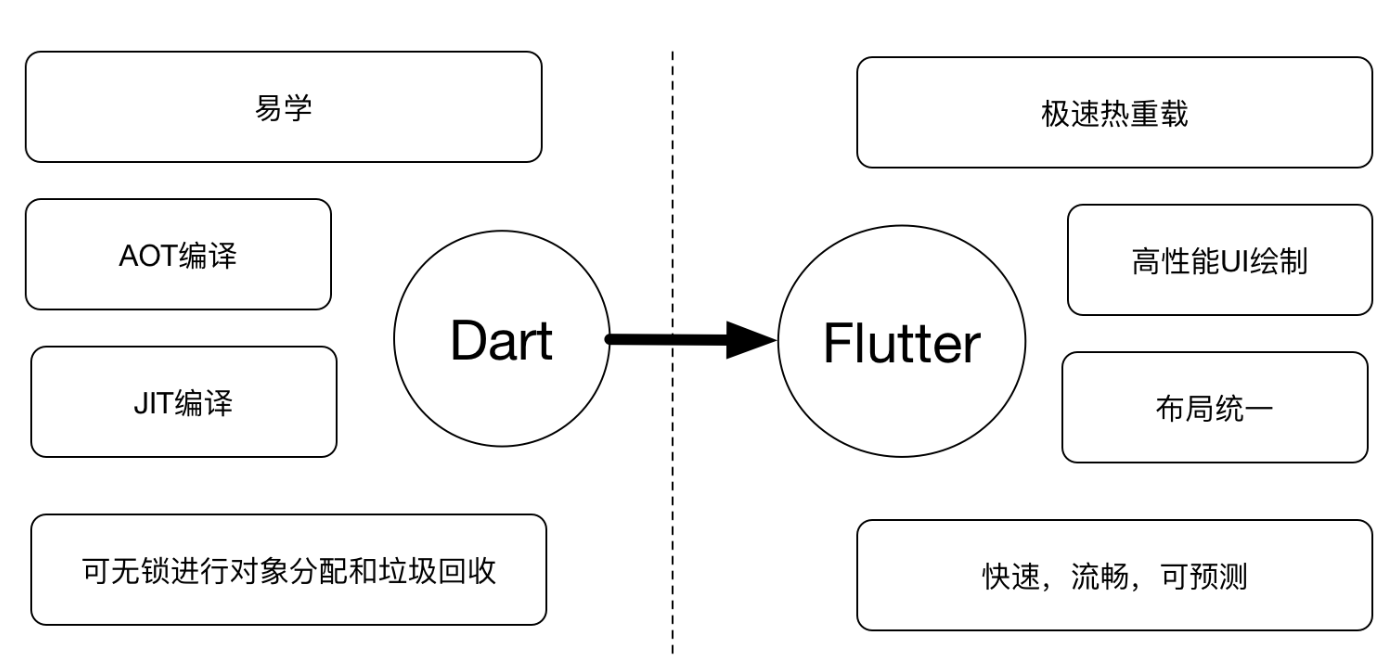 易学
AOT编译
JIT编译
可无锁进行对象分配和垃圾回收
Dart
Flutter
极速热重载
高性能UI绘制
布局统一
快速，流畅，可预测